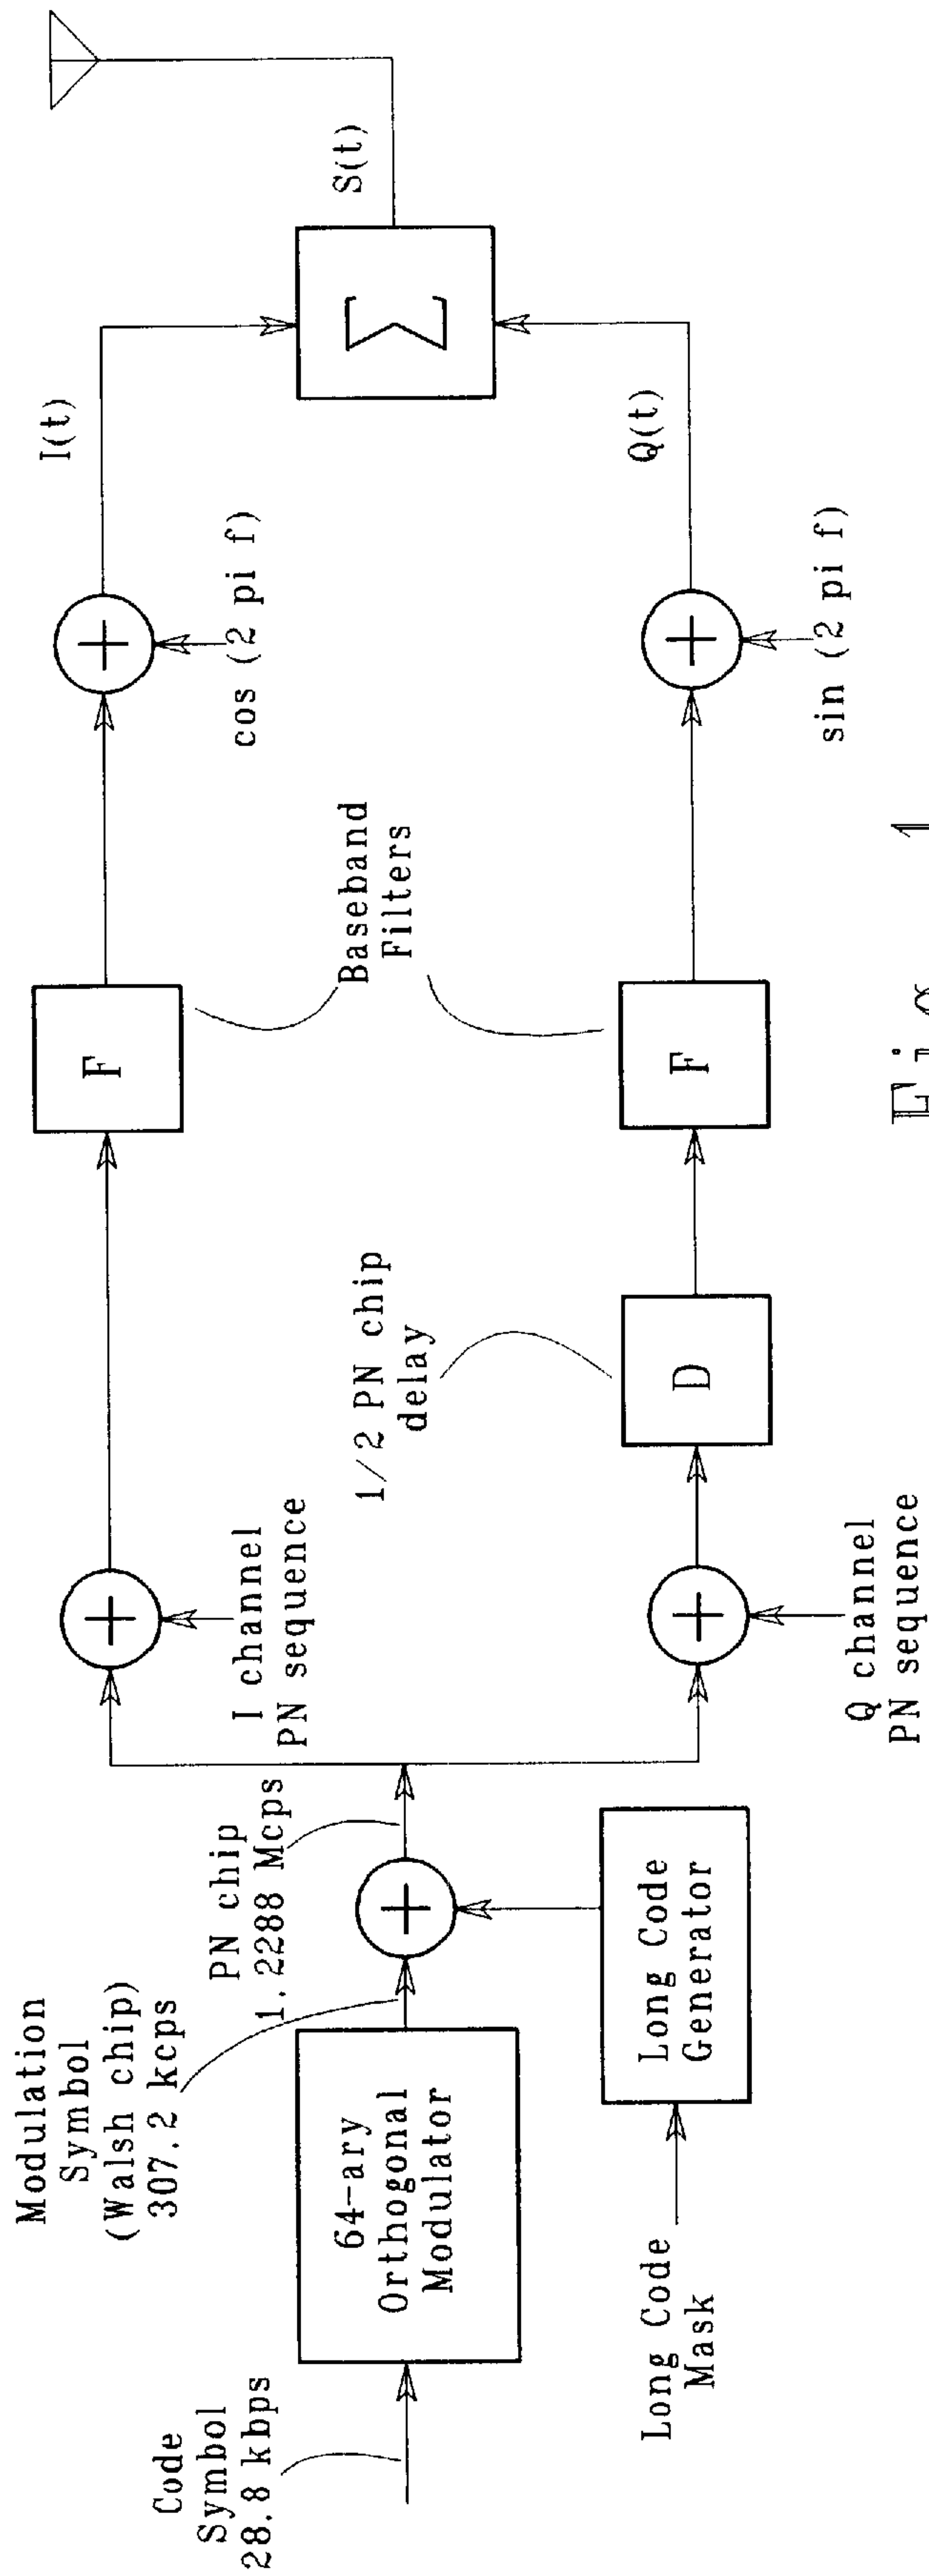 Code
Symbol
28.8 kbps
64-ary
Orthogonal
Modulator
Modulation
Symbol
(Walsh chip)
307.2 kcps
PN chip
1.2288 Mcps
Long Code
Mask
Long Code
Generator
I channel
PN sequence
Q channel
PN sequence
1/2 PN chip
delay
D
F
F
Baseband
Filters
cos (2 pi f)
sin (2 pi f)
I(t)
Q(t)
Σ
S(t)
Fig. 1